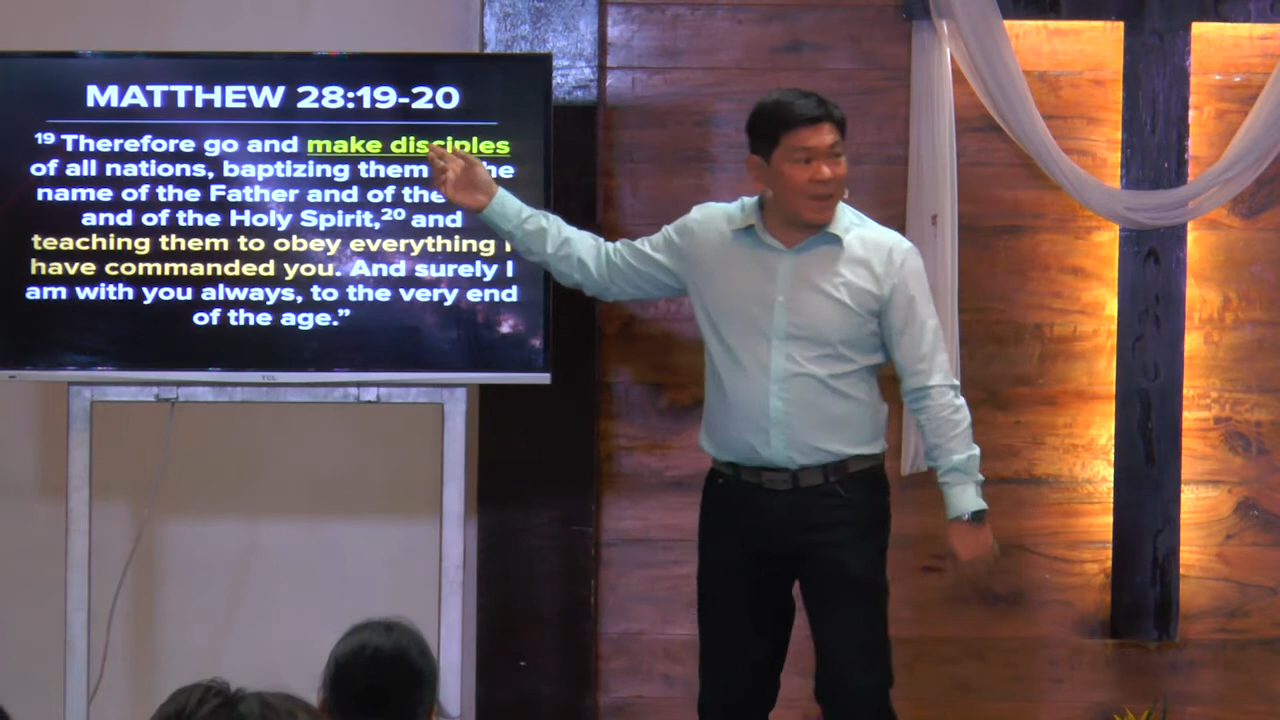 MATTHEW 28:19-20
19 Therefore go and make disciples
of all nations, baptizing them he
name of the Father and of the
and of the Holy Spirit,20 and
teaching them to obey everything I
have commanded you. And surely I
am with you always, to the very end
of the age.”
TCL